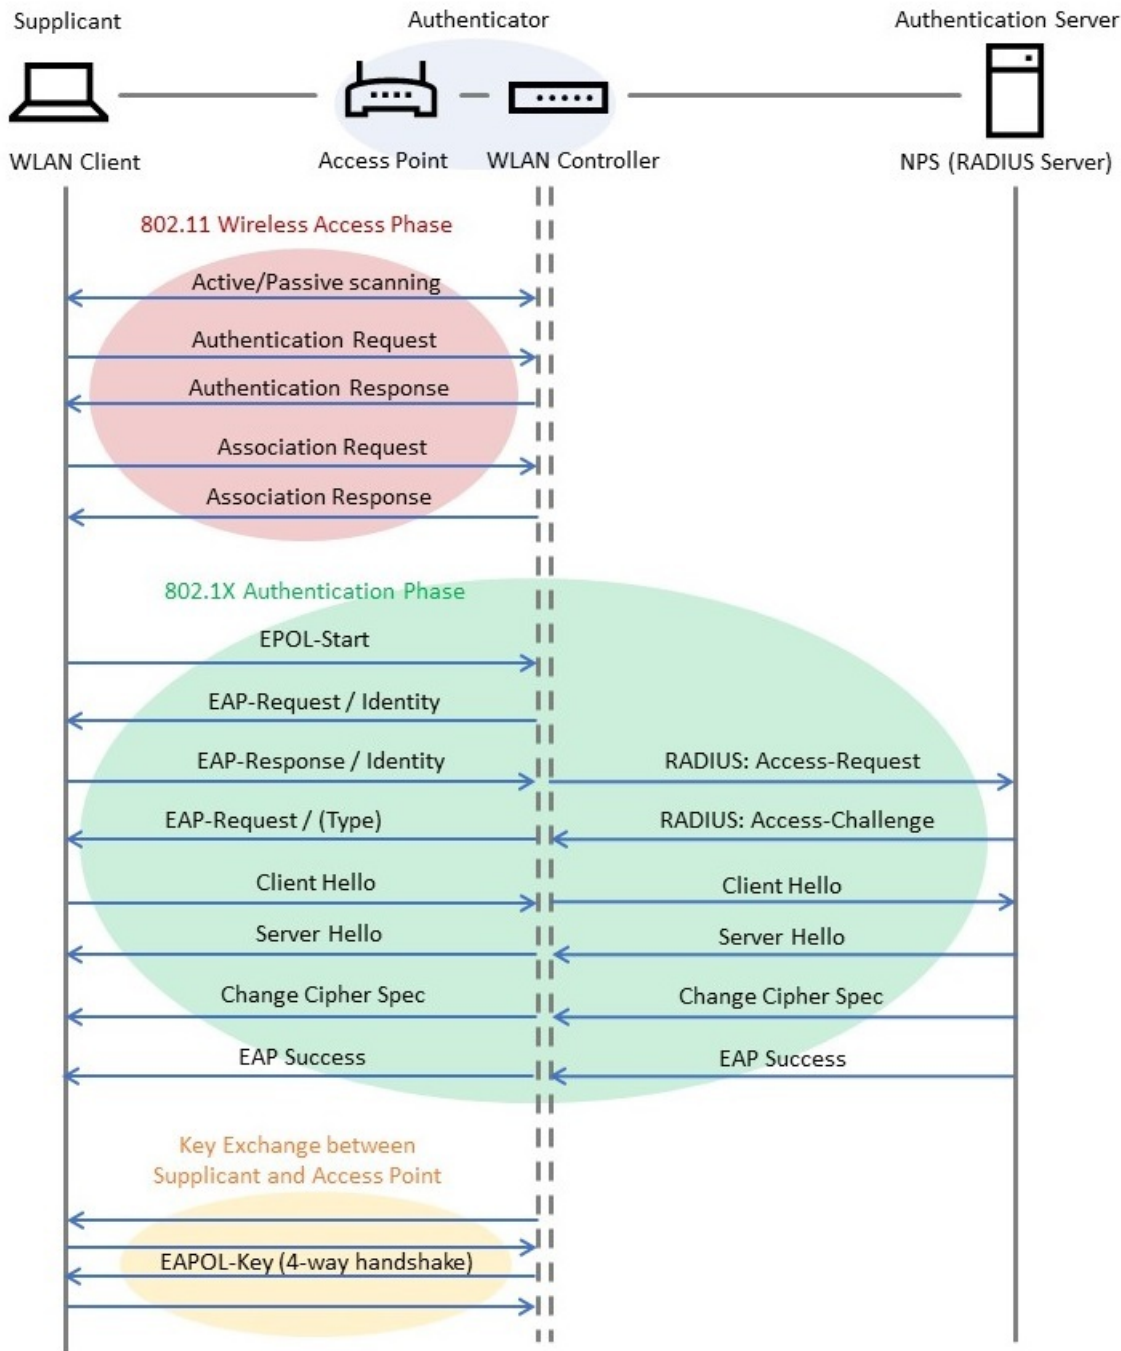 Supplicant
Authenticator
Authentication Server
WLAN Client
Access Point
WLAN Controller
NPS (RADIUS Server)
802.11 Wireless Access Phase
Active/Passive scanning
Authentication Request
Authentication Response
Association Request
Association Response
802.1X Authentication Phase
EPOL-Start
EAP-Request / Identity
EAP-Response / Identity
RADIUS: Access-Request
EAP-Request / (Type)
RADIUS: Access-Challenge
Client Hello
Client Hello
Server Hello
Server Hello
Change Cipher Spec
Change Cipher Spec
EAP Success
EAP Success
Key Exchange between
Supplicant and Access Point
EAPOL-Key (4-way handshake)